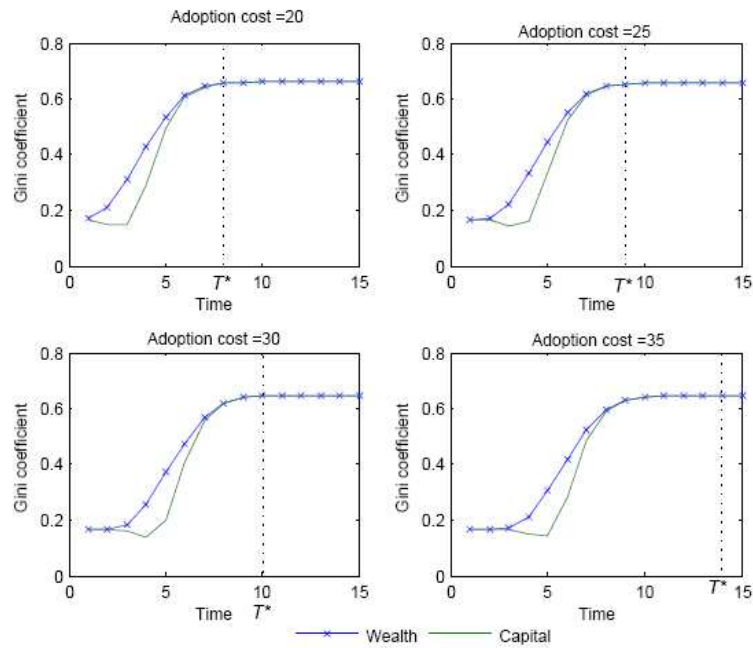 Adoption cost =20
0.8
0.6
0.4
0.2
0
Gini coefficient
0 5 10 15
T*
Time
Adoption cost =25
0.8
0.6
0.4
0.2
0
Gini coefficient
0 5 10 15
T*
Time
Adoption cost =30
0.8
0.6
0.4
0.2
0
Gini coefficient
0 5 10 15
T*
Time
Adoption cost =35
0.8
0.6
0.4
0.2
0
Gini coefficient
0 5 10 15
T*
Time
Wealth Capital